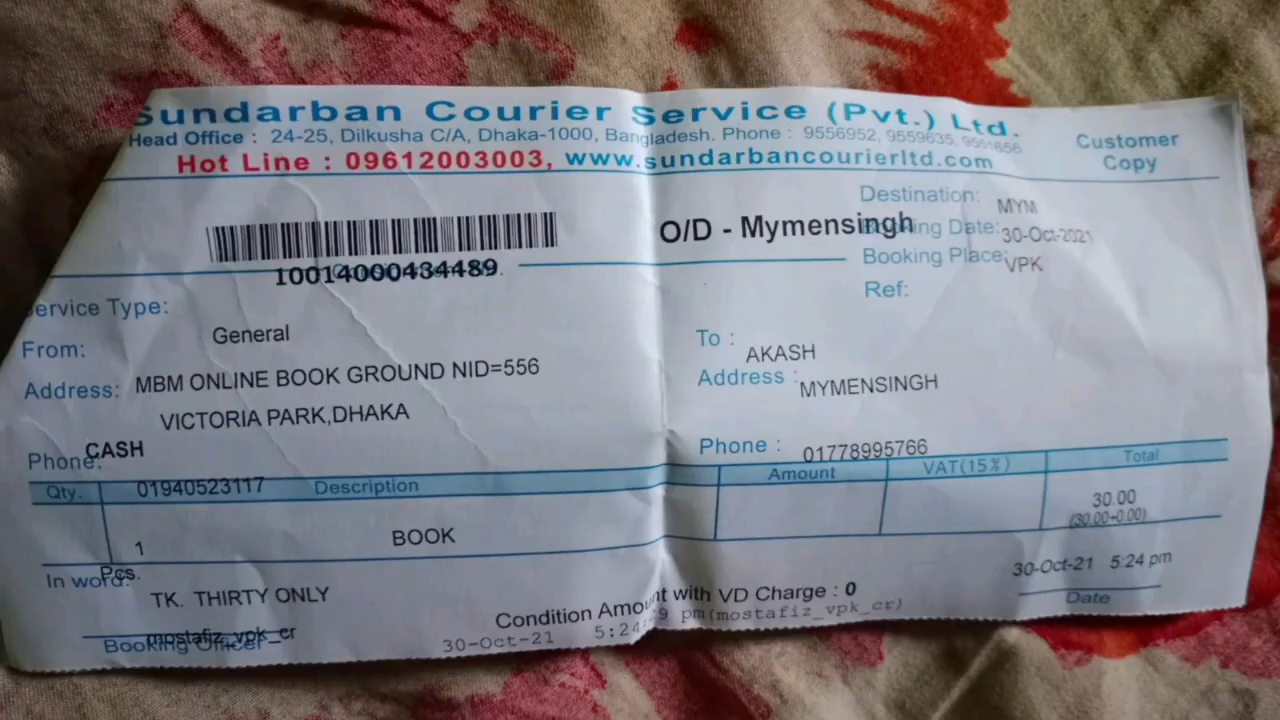 Sundarban Courier Service (Pvt.) Ltd.
Head Office : 24-25, Dilkusha C/A, Dhaka-1000, Bangladesh. Phone : 9556952, 9559635,
Hot Line : 09612003003, www.sundarbancourierltd.com
Customer
Copy
10014000434489
O/D - Mymensingh
Destination: MYM
Booking Date: 30-Oct-2021
Booking Place: VPK
Ref:
Service Type:
General
From:
MBM ONLINE BOOK GROUND NID=556
Address:
VICTORIA PARK,DHAKA
CASH
Phone:
01940523117
To : AKASH
Address : MYMENSINGH
Phone : 01778995766
Qty. Description Amount VAT(15%) Total
1 BOOK 30.00
Pcs. (30.00+0.00)
In word:
TK. THIRTY ONLY
Condition Amount with VD Charge : 0
30-Oct-21 5:24 pm
Date
mostafiz_vpk_cr
Booking Officer
30-Oct-21 5:24: 9 pm(mostafiz_vpk_cr)